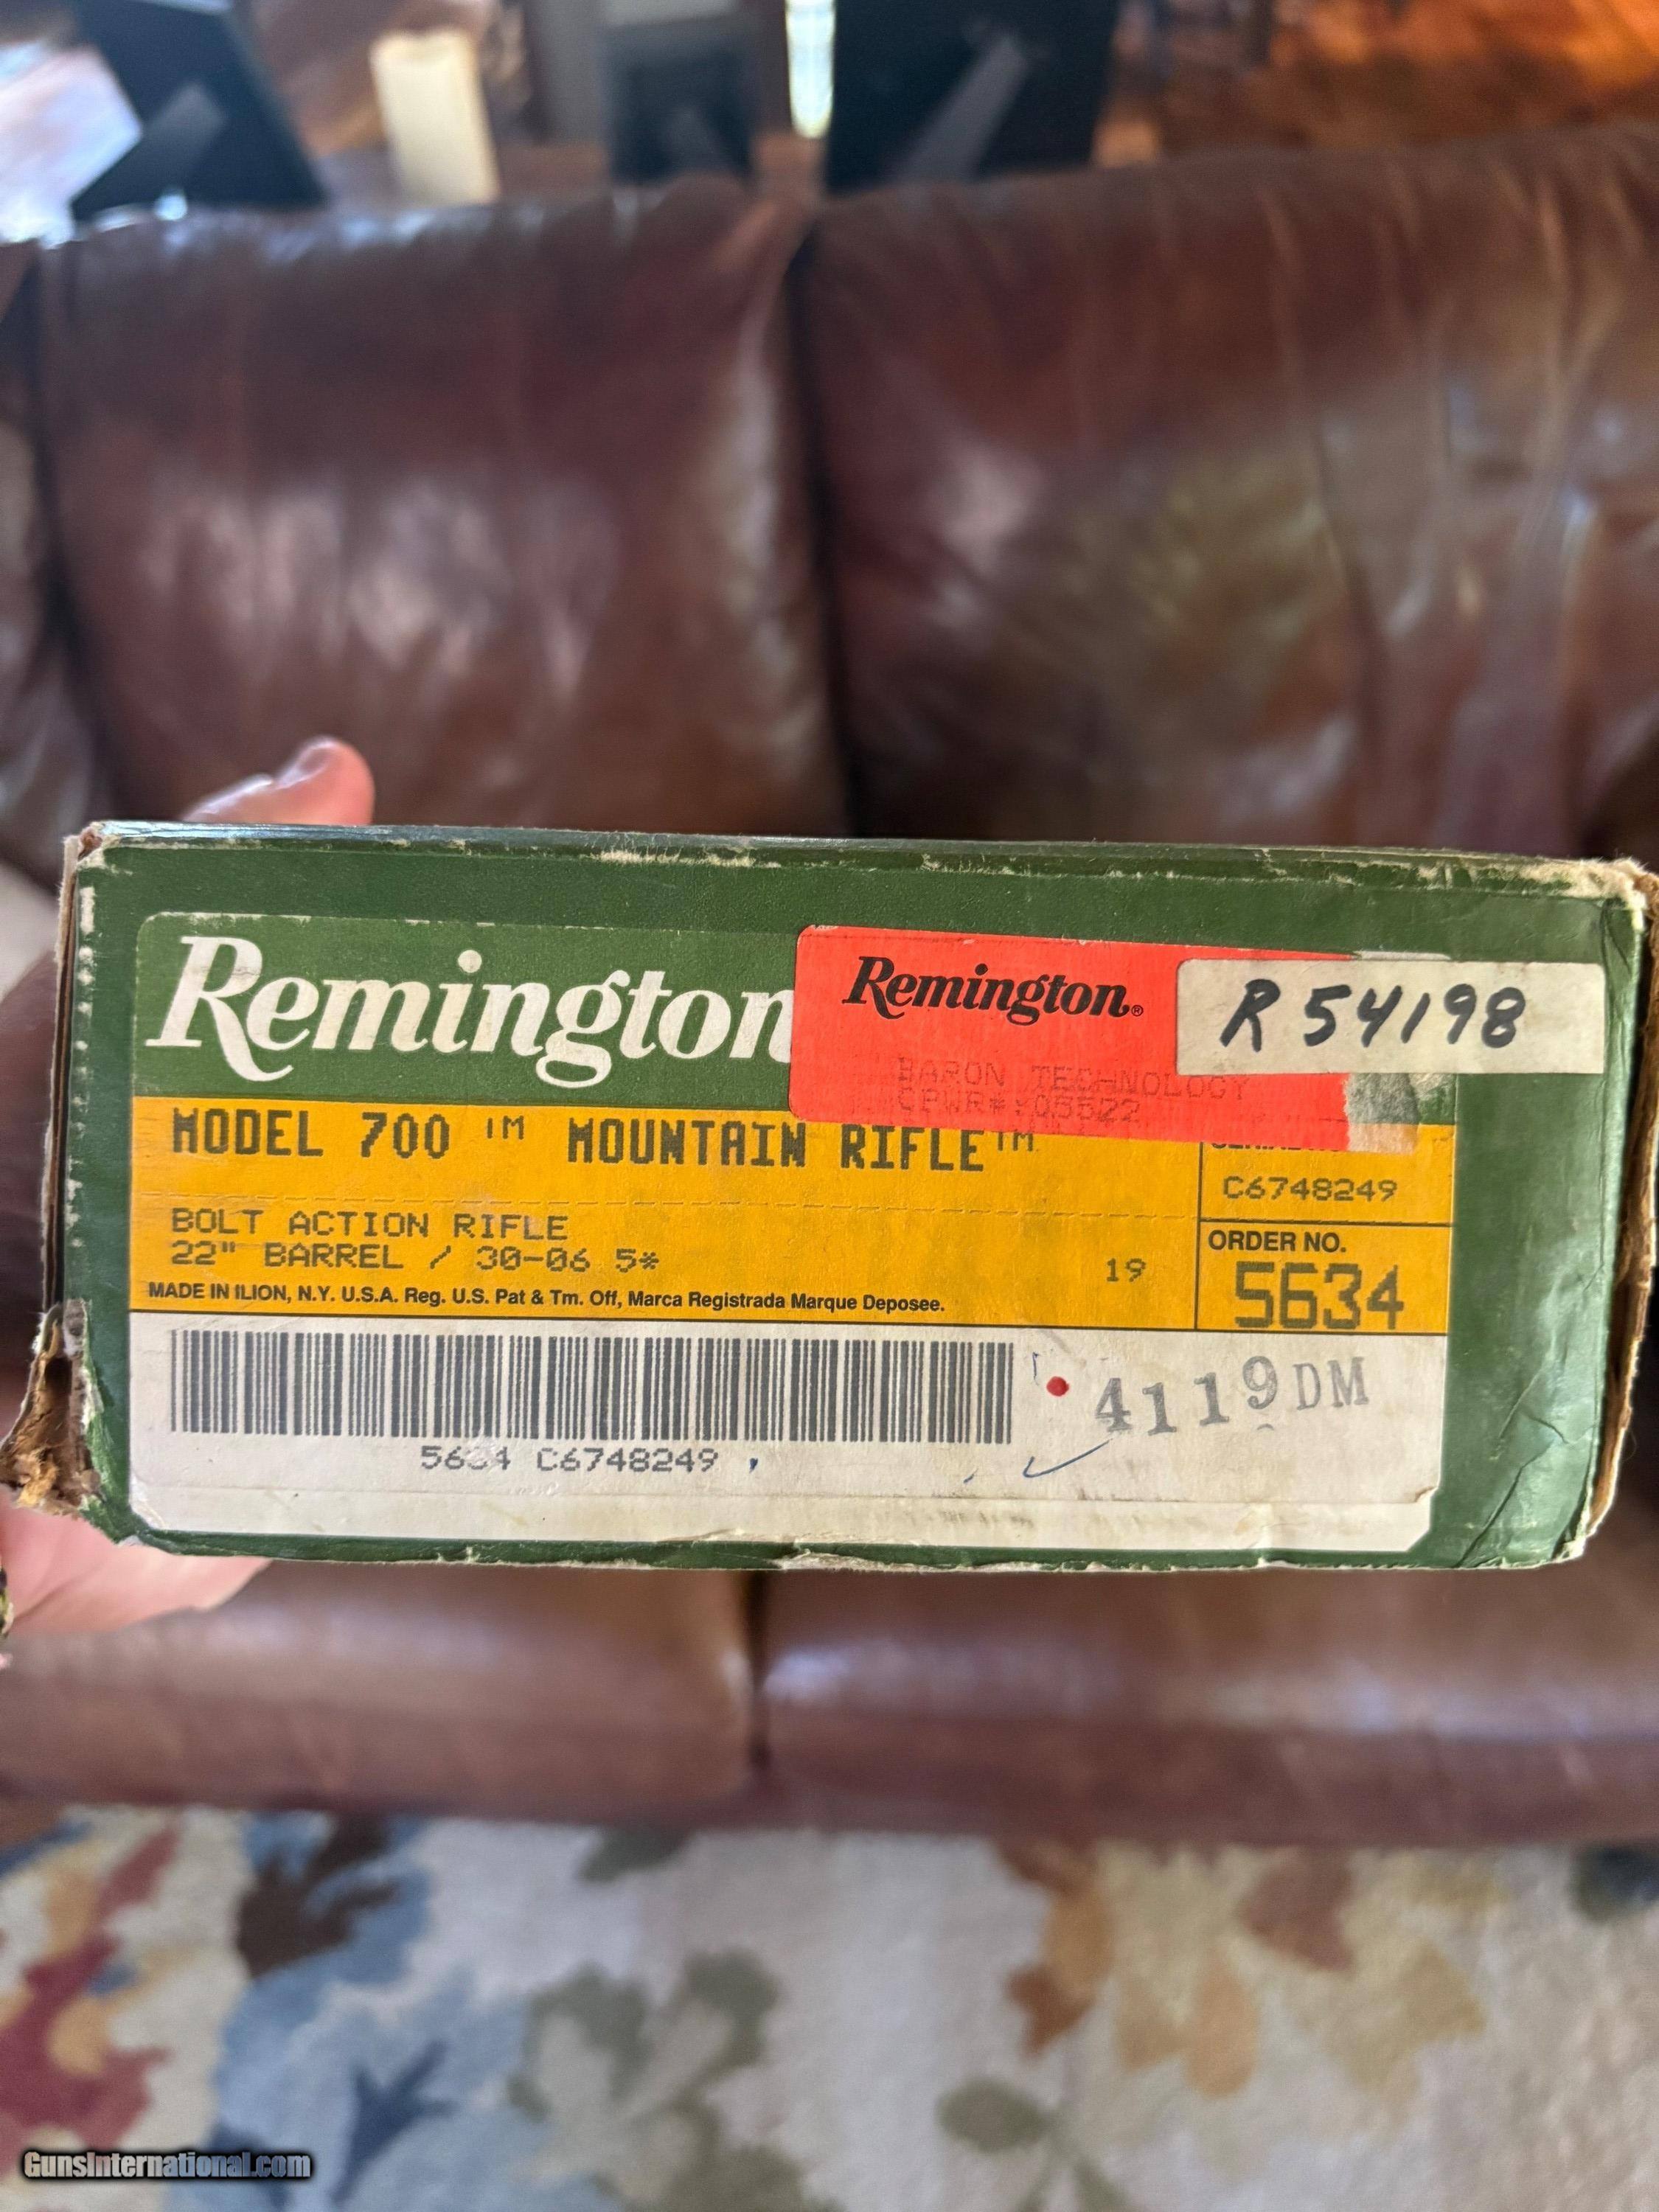 Remington
Remington®
R 54198
BARON TECHNOLOGY
CPWR#:05522
MODEL 700 TM MOUNTAIN RIFLE TM
C6748249
BOLT ACTION RIFLE
22" BARREL / 30-06 5*
19
ORDER NO.
5634
MADE IN ILION, N.Y. U.S.A. Reg. U.S. Pat & Tm. Off, Marca Registrada Marque Deposee.
4119DM
C6748249
GunsInternational.com